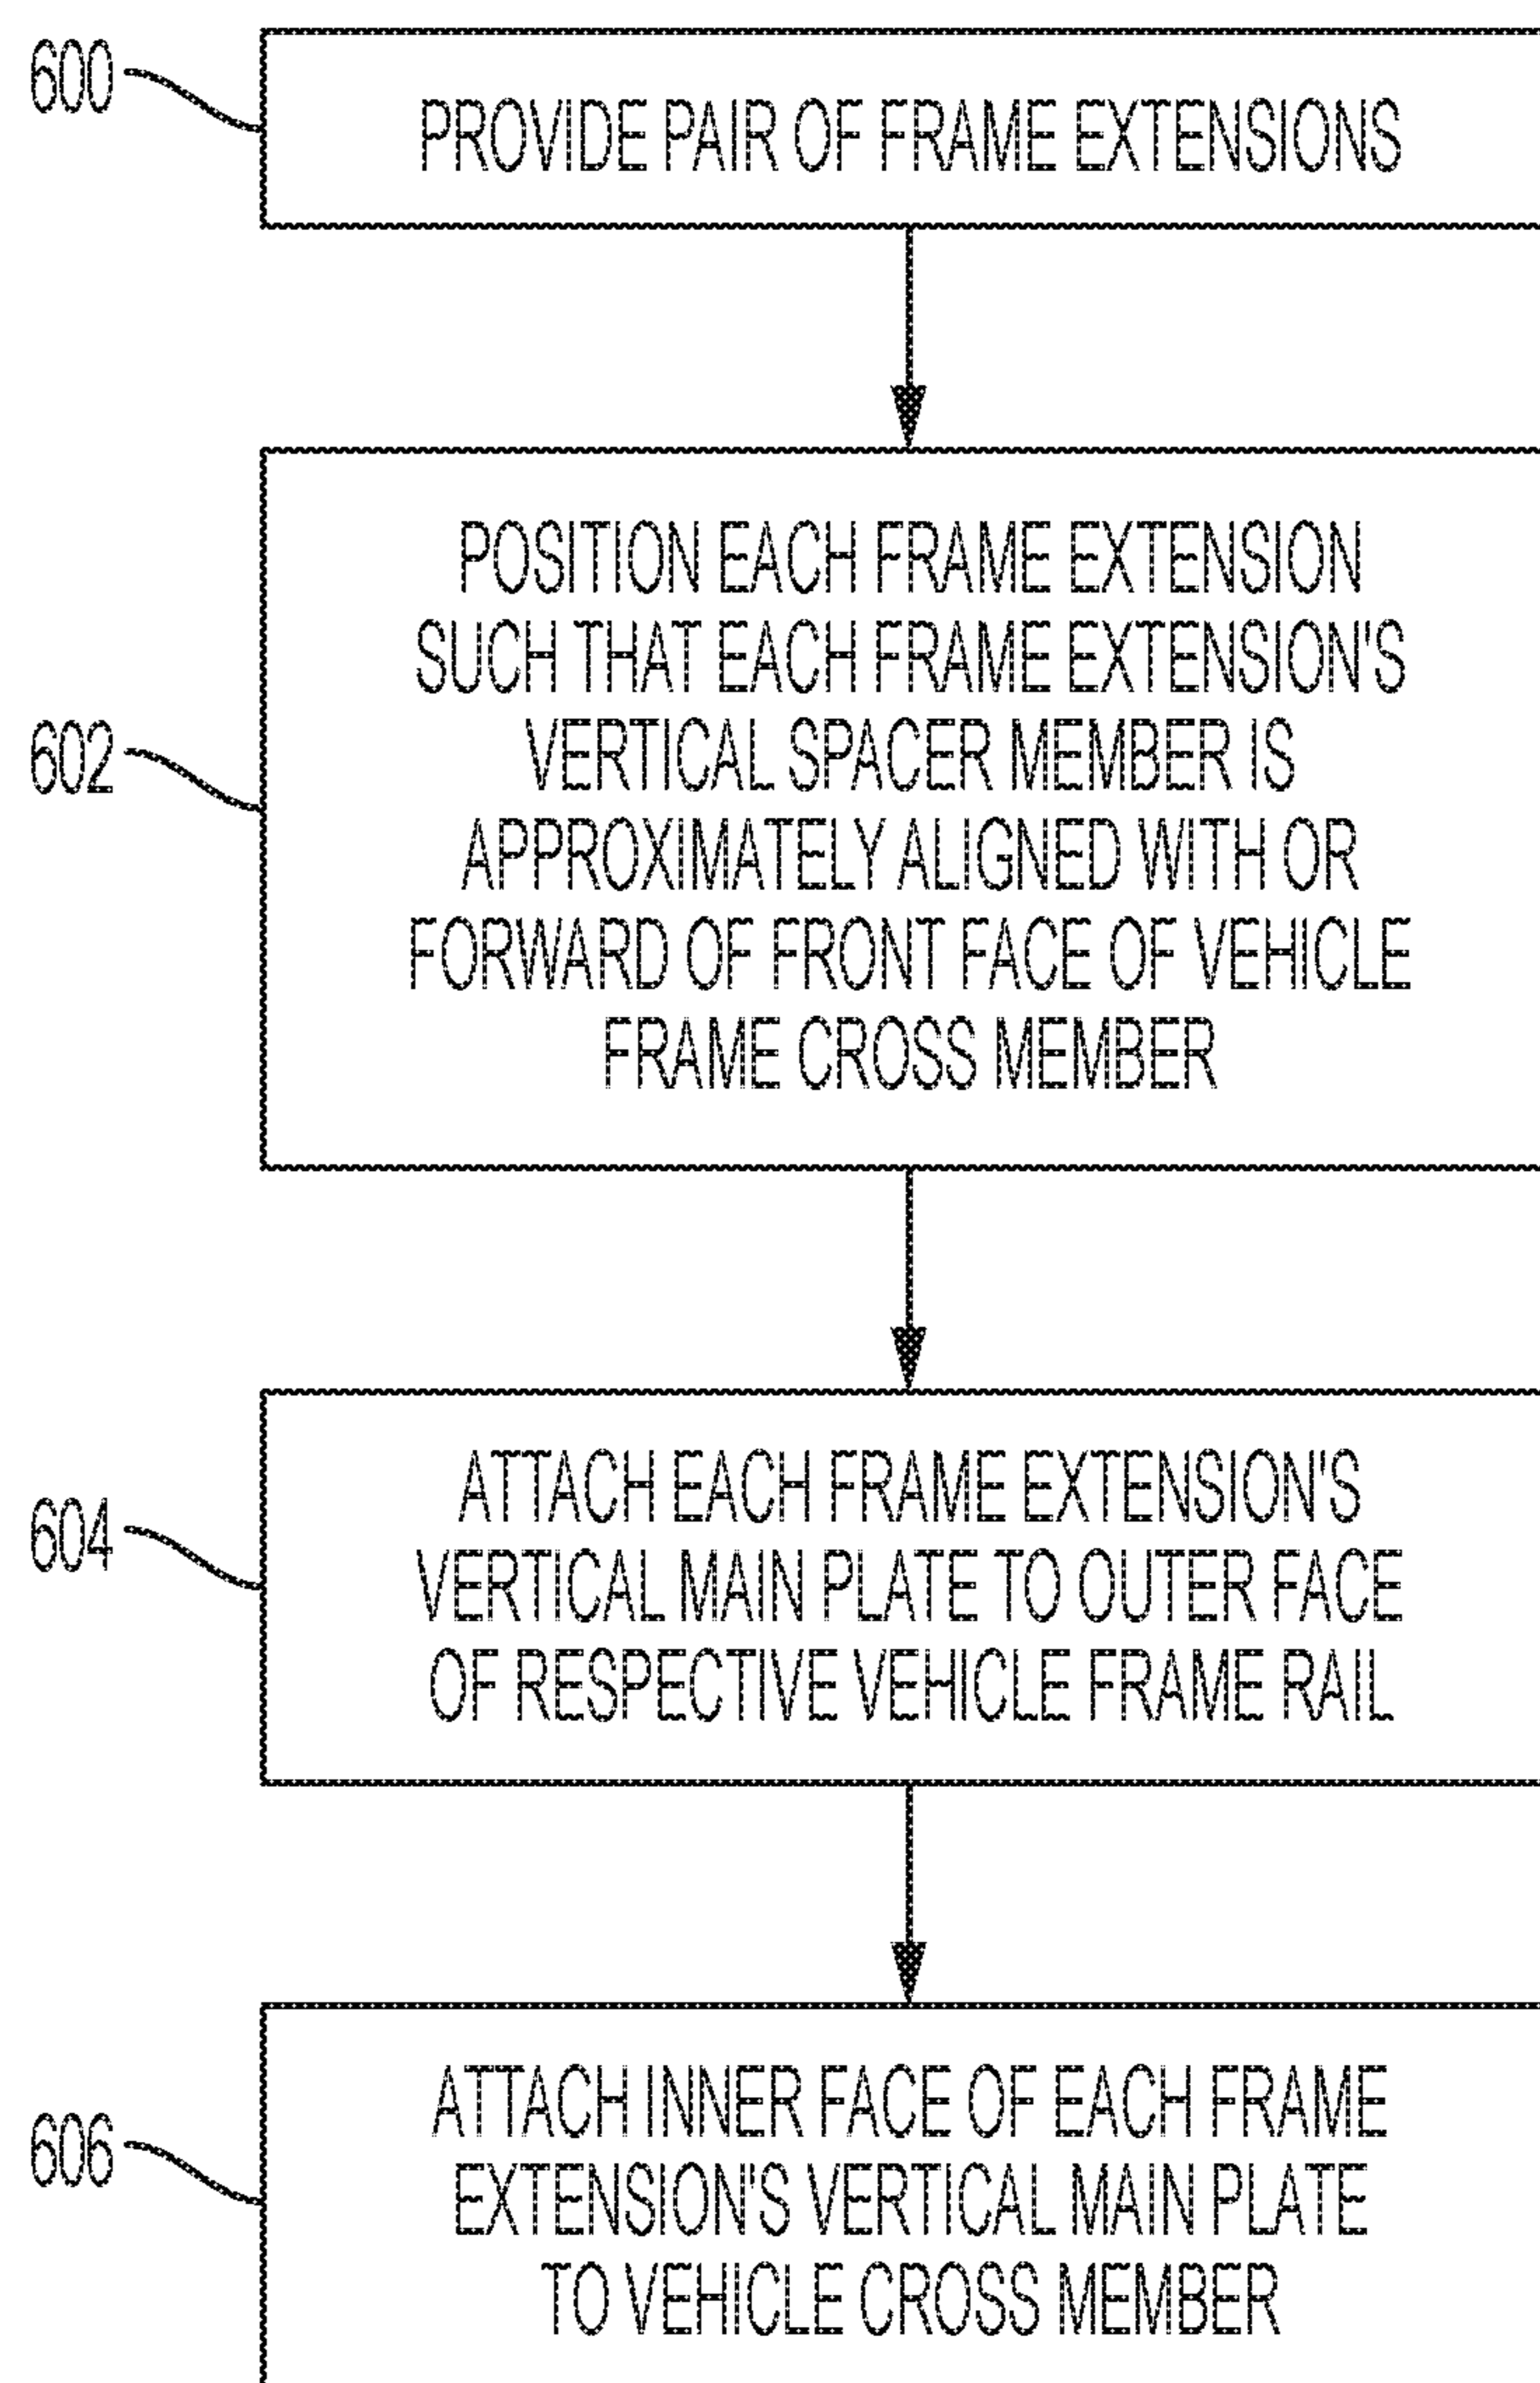 600
PROVIDE PAIR OF FRAME EXTENSIONS
POSITION EACH FRAME EXTENSION
SUCH THAT EACH FRAME EXTENSION'S
602
VERTICAL SPACER MEMBER IS
APPROXIMATELY ALIGNED WITH OR
FORWARD OF FRONT FACE OF VEHICLE
FRAME CROSS MEMBER
604
ATTACH EACH FRAME EXTENSION'S
VERTICAL MAIN PLATE TO OUTER FACE
OF RESPECTIVE VEHICLE FRAME RAIL
606
ATTACH INNER FACE OF EACH FRAME
EXTENSION'S VERTICAL MAIN PLATE
TO VEHICLE CROSS MEMBER